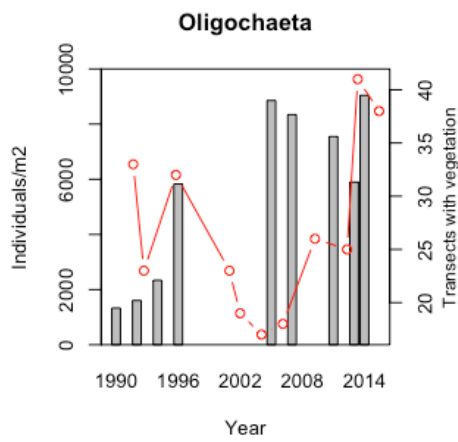 Oligochaeta
Individuals/m2
10000
6000
2000
0
40
35
30
25
20
Transects with vegetation
1990 1996 2002 2008 2014
Year